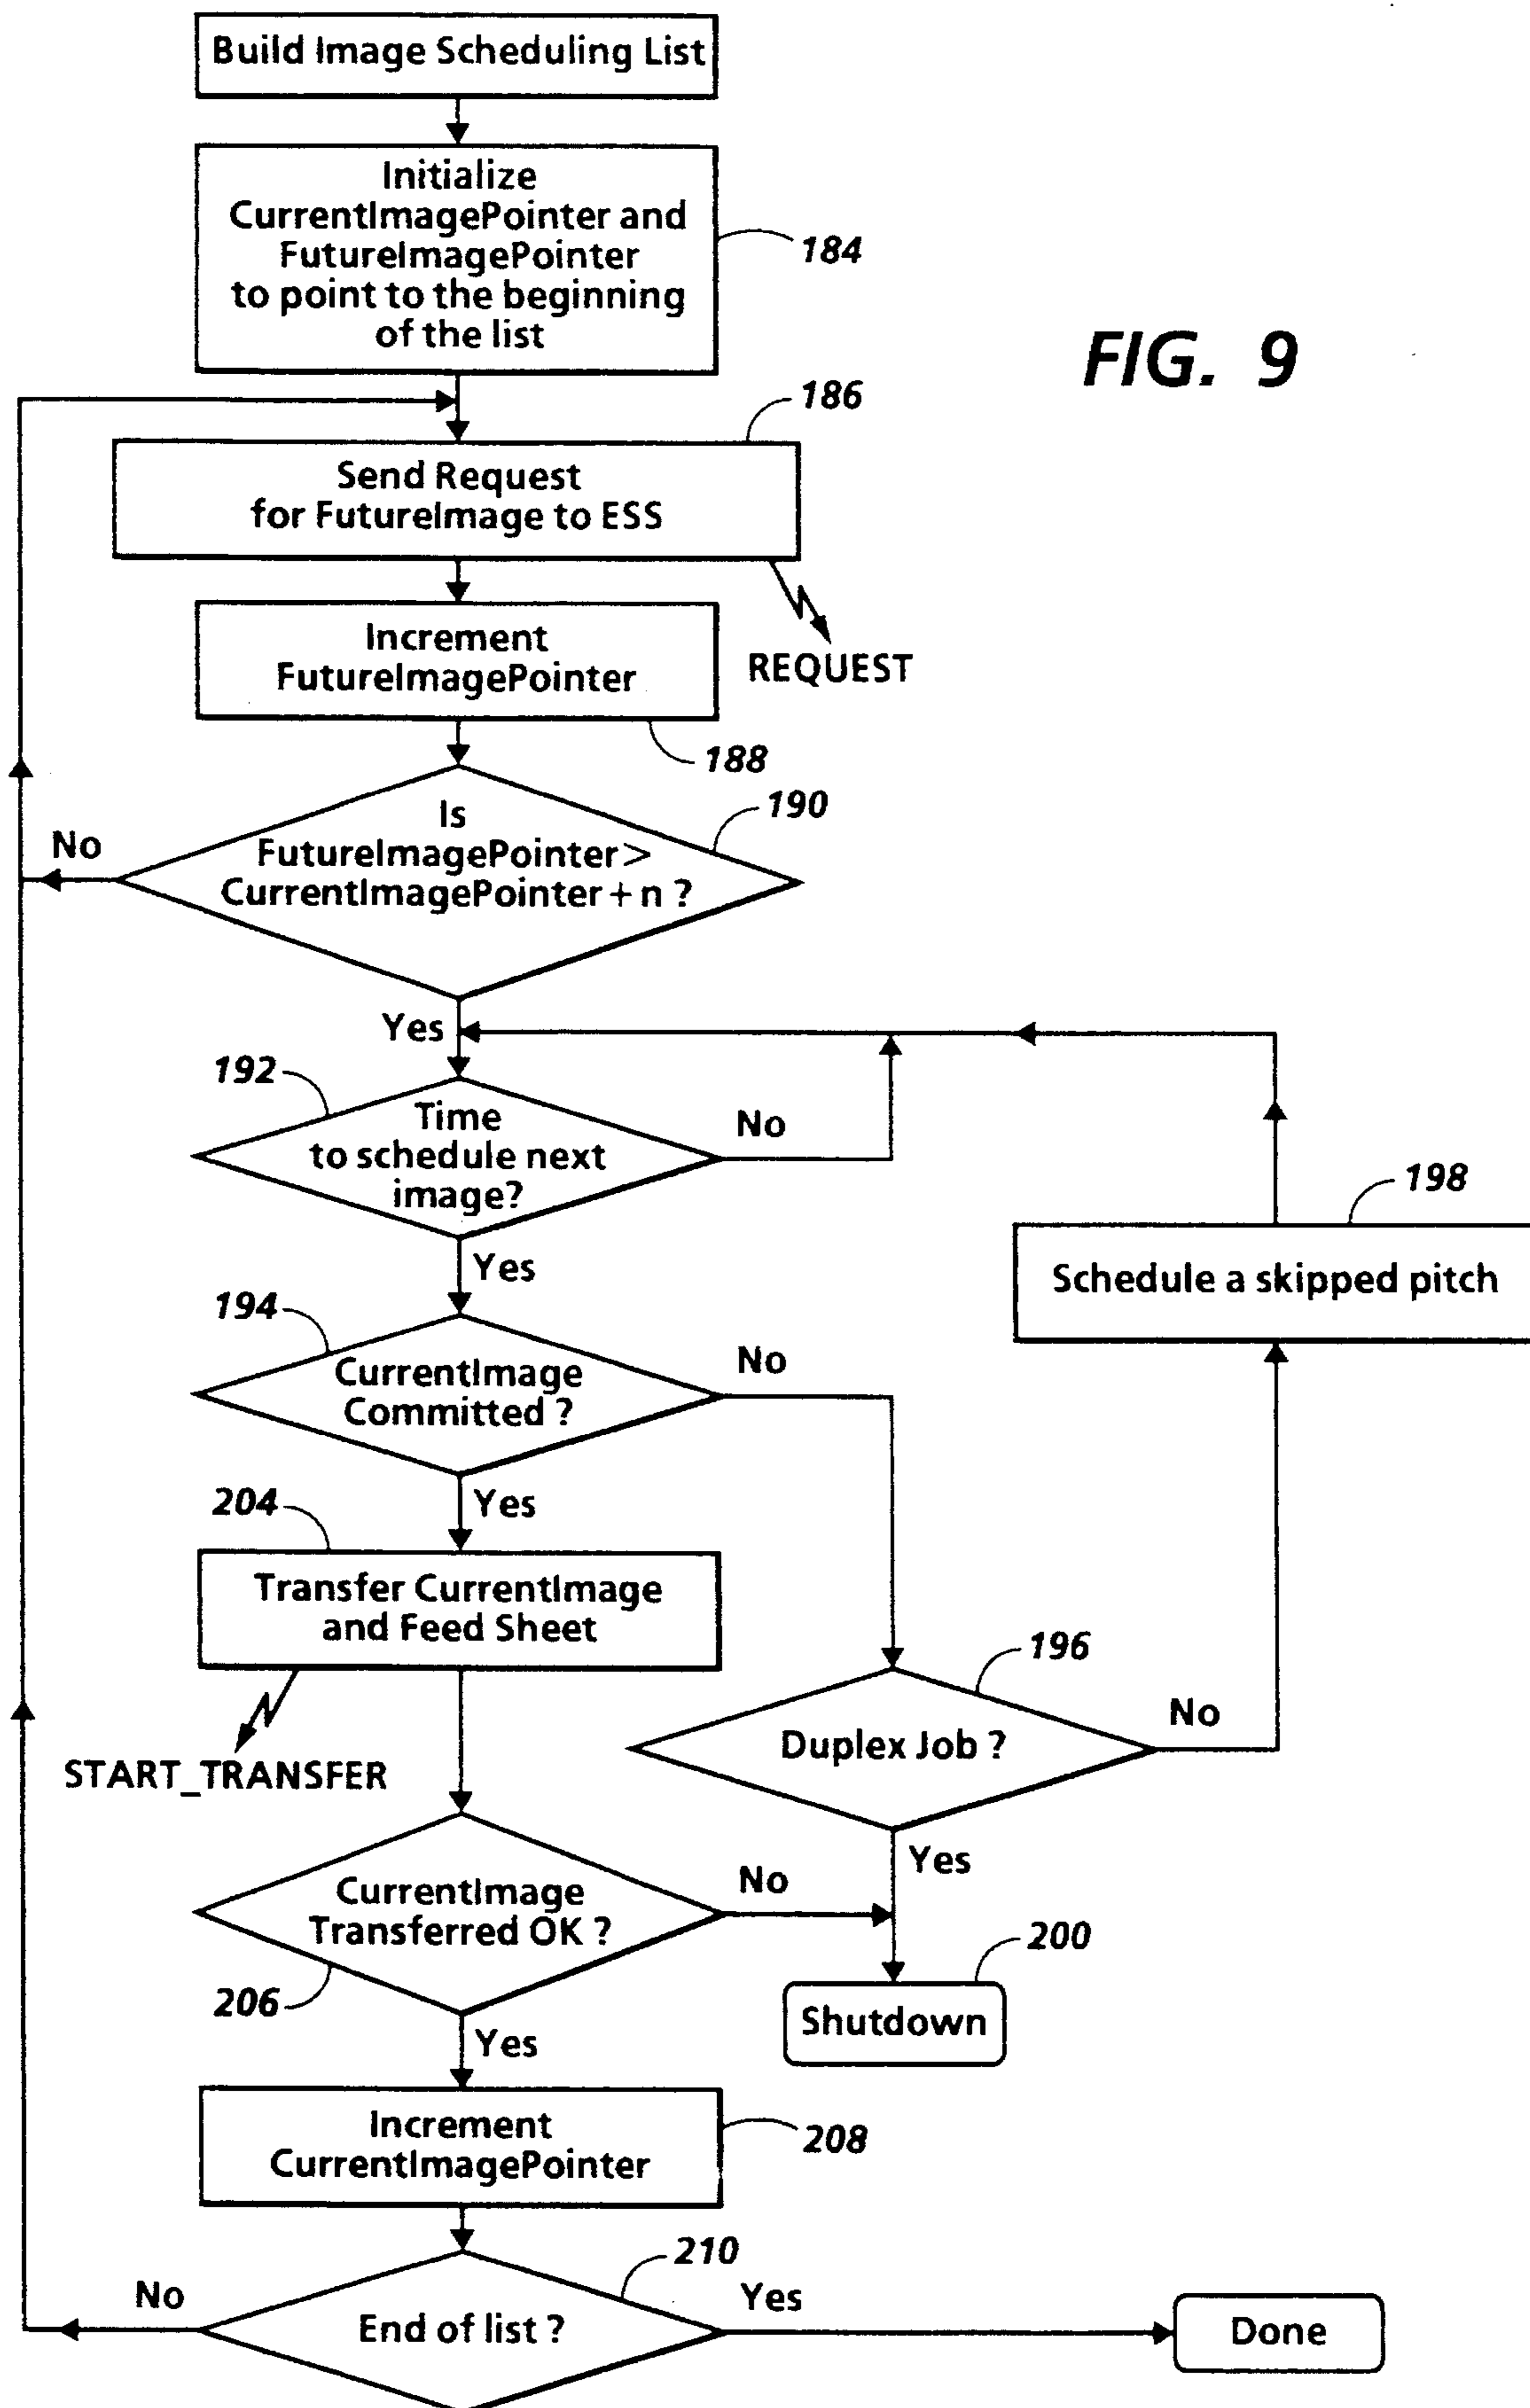 Build Image Scheduling List
Initialize
CurrentImagePointer and
FutureImagePointer
to point to the beginning
of the list
184
FIG. 9
186
Send Request
for FutureImage to ESS
Increment
FutureImagePointer
REQUEST
188
190
Is
FutureImagePointer >
CurrentImagePointer + n ?
No
Yes
192
Time
to schedule next
image?
No
Yes
198
Schedule a skipped pitch
194
CurrentImage
Committed ?
No
Yes
204
Transfer CurrentImage
and Feed Sheet
START_TRANSFER
196
Duplex Job ?
No
Yes
CurrentImage
Transferred OK ?
No
206
Yes
200
Shutdown
Increment
CurrentImagePointer
208
210
End of list ?
No
Yes
Done